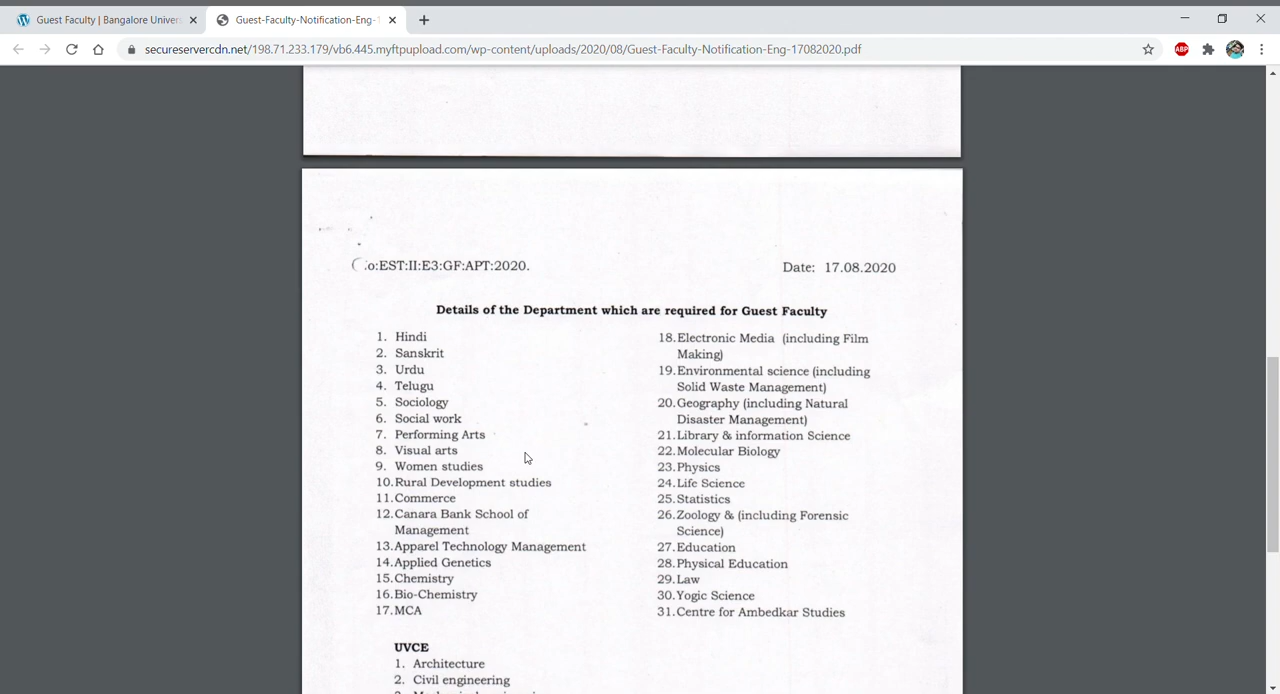 Guest Faculty | Bangalore Univer
Guest-Faculty-Notification-Eng-1
secureservercdn.net/198.71.233.179/vb6.445.myftpupload.com/wp-content/uploads/2020/08/Guest-Faculty-Notification-Eng-17082020.pdf
ABP
.o:EST:II:E3:GF:APT:2020.
Date: 17.08.2020
Details of the Department which are required for Guest Faculty
1. Hindi
2. Sanskrit
3. Urdu
4. Telugu
5. Sociology
6. Social work
7. Performing Arts
8. Visual arts
9. Women studies
10. Rural Development studies
11. Commerce
12. Canara Bank School of
Management
13. Apparel Technology Management
14. Applied Genetics
15. Chemistry
16. Bio-Chemistry
17. MCA
18. Electronic Media (including Film
Making)
19. Environmental science (including
Solid Waste Management)
20. Geography (including Natural
Disaster Management)
21. Library & information Science
22. Molecular Biology
23. Physics
24. Life Science
25. Statistics
26. Zoology & (including Forensic
Science)
27. Education
28. Physical Education
29. Law
30. Yogic Science
31. Centre for Ambedkar Studies
UVCE
1. Architecture
2. Civil engineering